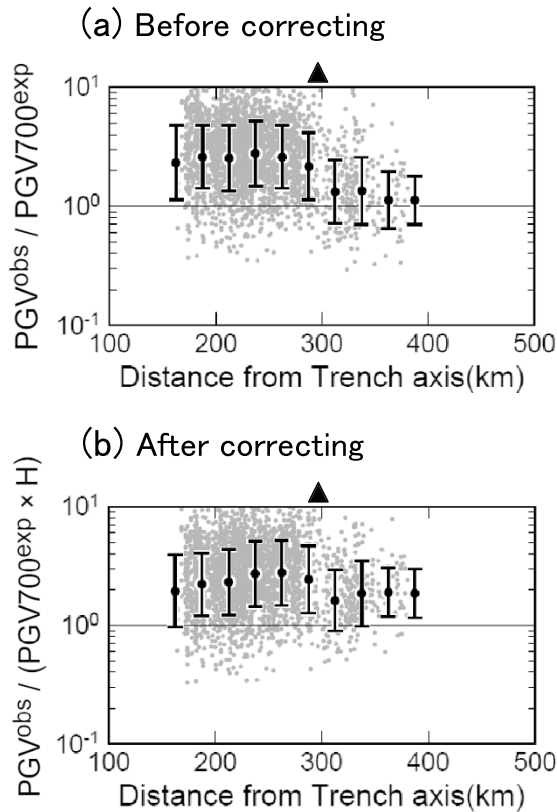 (a) Before correcting
10^1
10^0
10^-1
PGV^obs / PGV700^exp
100 200 300 400 500
Distance from Trench axis(km)
(b) After correcting
10^1
10^0
10^-1
PGV^obs / (PGV700^exp × H)
100 200 300 400 500
Distance from Trench axis(km)